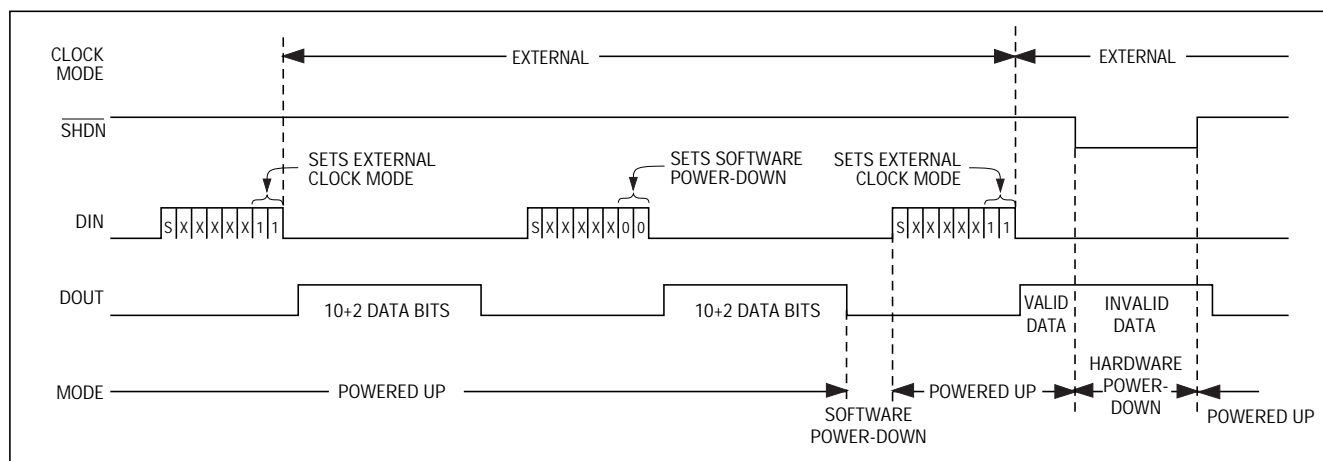 CLOCK
MODE
EXTERNAL
EXTERNAL
SHDN
SETS EXTERNAL
CLOCK MODE
SETS SOFTWARE
POWER-DOWN
SETS EXTERNAL
CLOCK MODE
DIN
S X X X X X 1 1
S X X X X X 0 0
S X X X X X 1 1
DOUT
10+2 DATA BITS
10+2 DATA BITS
VALID
DATA
INVALID
DATA
MODE
POWERED UP
SOFTWARE
POWER-DOWN
POWERED UP
HARDWARE
POWER-
DOWN
POWERED UP